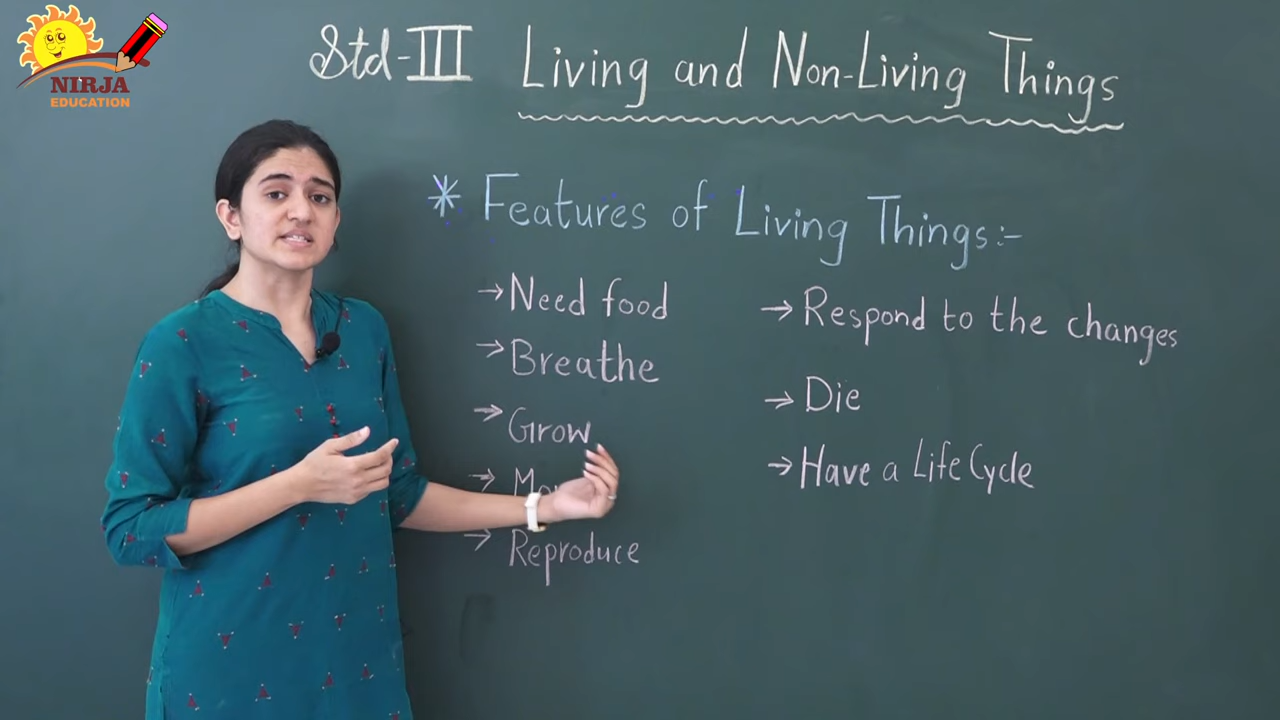 NIRJA
EDUCATION
Std-III Living and Non-Living Things
* Features of Living Things:-
→ Need food
→ Breathe
→ Grow
→
→ Reproduce
→ Respond to the changes
→ Die
→ Have a Life Cycle